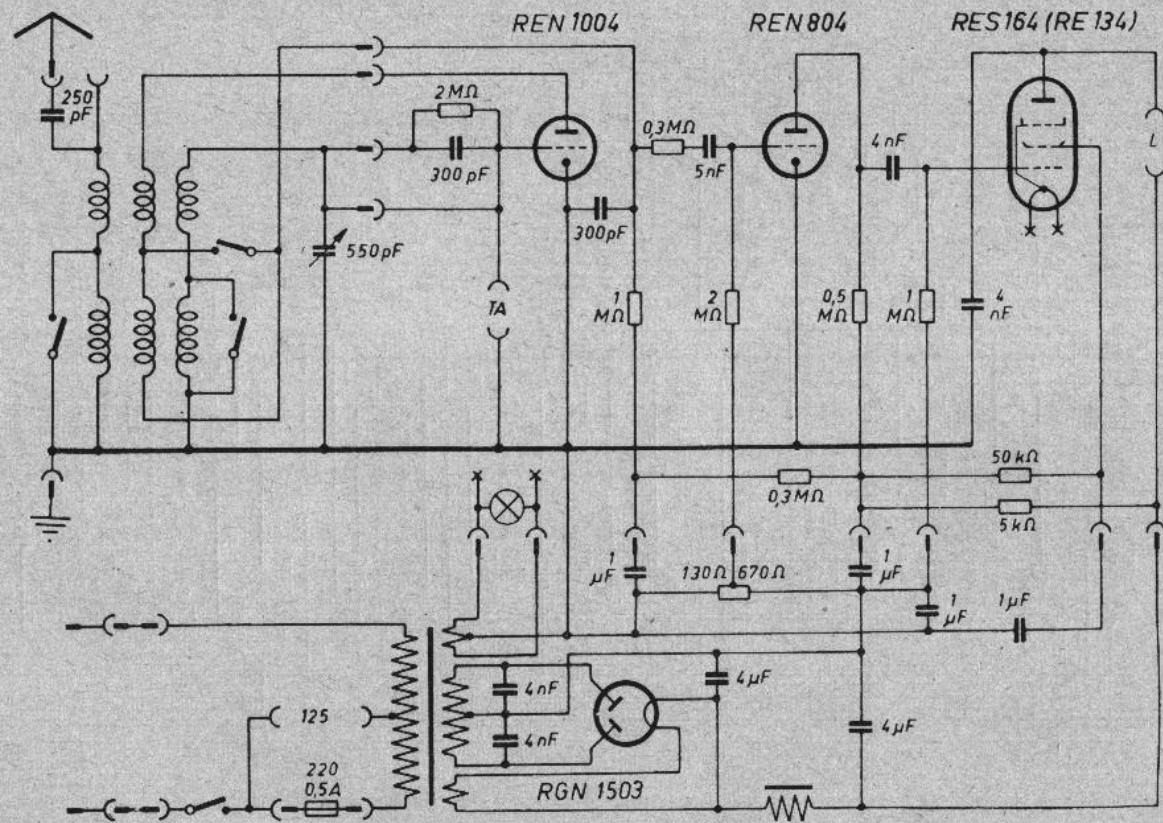 REN 1004
REN 804
RES 164 (RE 134)
250
pF
2 MΩ
300 pF
0,3 MΩ
5 nF
4 nF
L
300 pF
550 pF
TA
1
MΩ
2
MΩ
0,5
MΩ
1
MΩ
4
nF
50 kΩ
0,3 MΩ
5 kΩ
1
µF
130 Ω
670 Ω
1
µF
1
µF
1 µF
4 nF
4 µF
4 nF
4 µF
125
220
0,5 A
RGN 1503